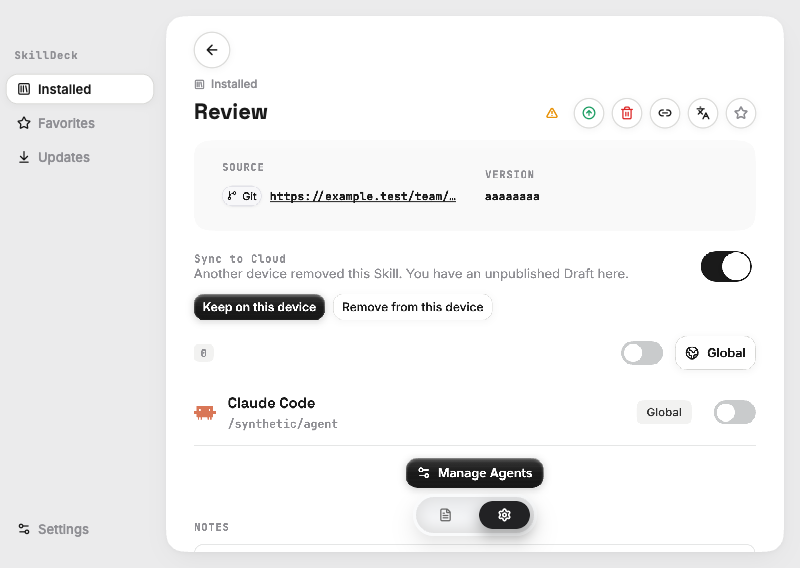 SkillDeck
Installed
Favorites
Updates
Settings
Installed
Review
SOURCE
Git https://example.test/team/…
VERSION
aaaaaaaa
Sync to Cloud
Another device removed this Skill. You have an unpublished Draft here.
Keep on this device
Remove from this device
0
Global
Claude Code
/synthetic/agent
Global
Manage Agents
NOTES